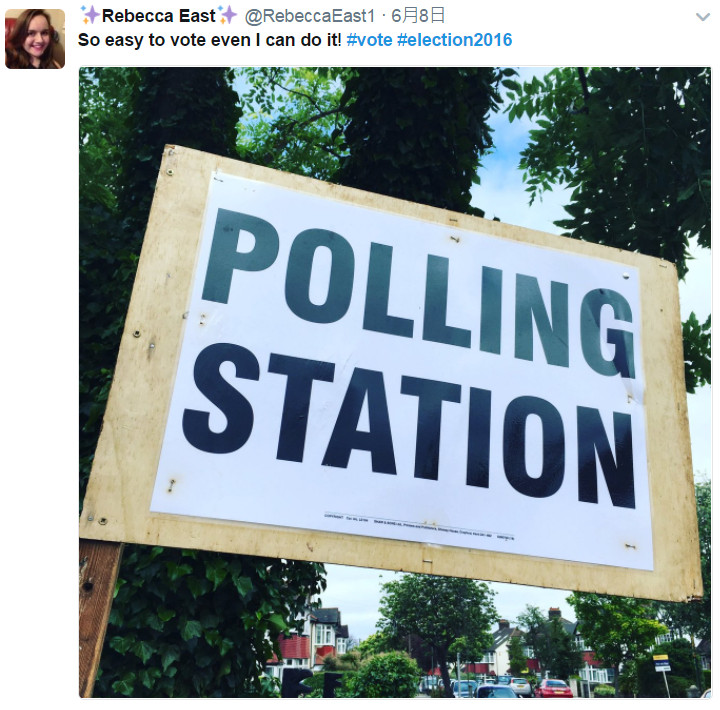 ✨Rebecca East✨ @RebeccaEast1 · 6月8日
So easy to vote even I can do it! #vote #election2016
POLLING
STATION